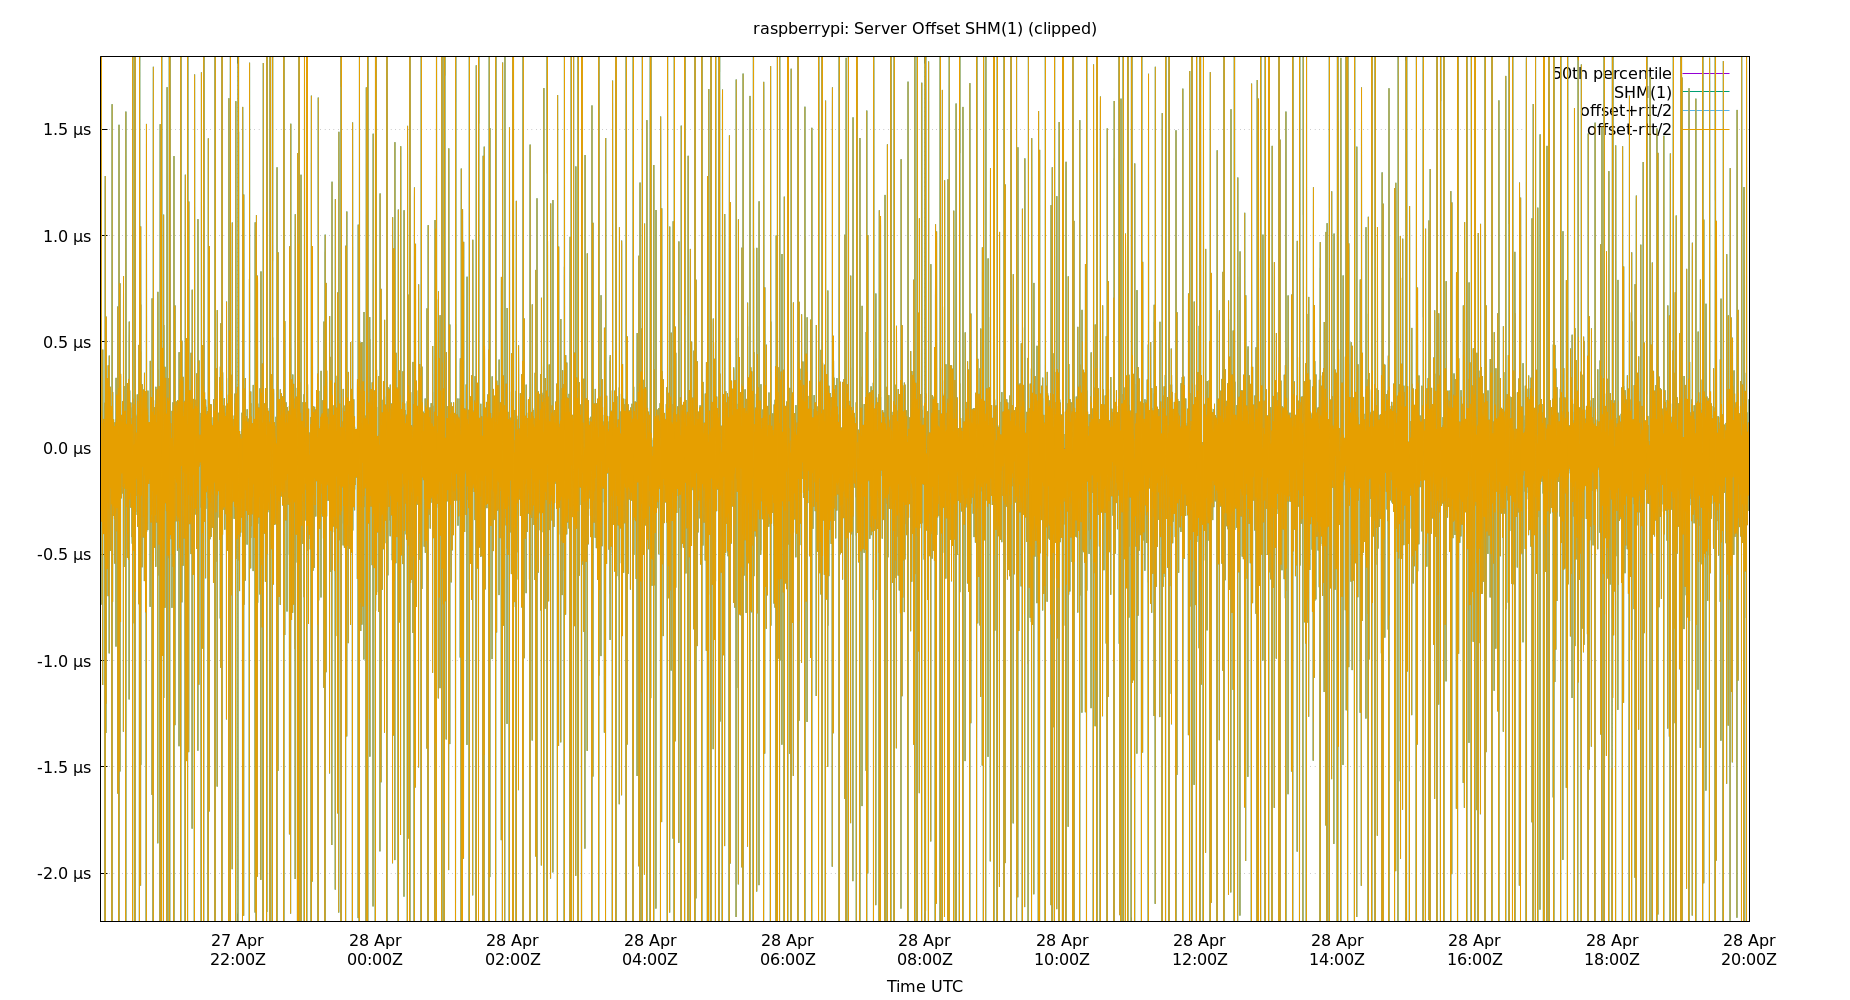 raspberrypi: Server Offset SHM(1) (clipped)
50th percentile
SHM(1)
offset+rtt/2
offset-rtt/2
1.5 µs
1.0 µs
0.5 µs
0.0 µs
-0.5 µs
-1.0 µs
-1.5 µs
-2.0 µs
27 Apr 28 Apr 28 Apr 28 Apr 28 Apr 28 Apr 28 Apr 28 Apr 28 Apr 28 Apr 28 Apr 28 Apr
22:00Z 00:00Z 02:00Z 04:00Z 06:00Z 08:00Z 10:00Z 12:00Z 14:00Z 16:00Z 18:00Z 20:00Z
Time UTC